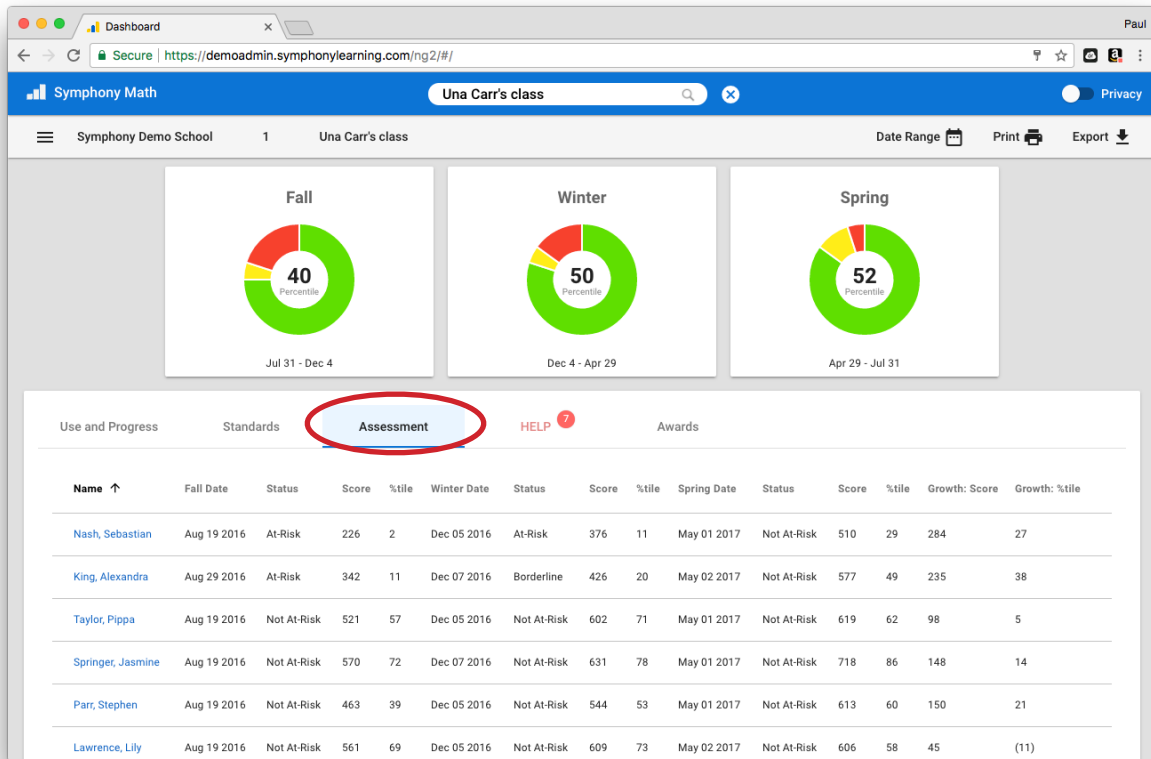 Dashboard
Paul
Secure https://demoadmin.symphonylearning.com/ng2/#/
Symphony Math Una Carr's class Privacy
Symphony Demo School 1 Una Carr's class Date Range Print Export
Fall Winter Spring
40 50 52
Percentile Percentile Percentile
Jul 31 - Dec 4 Dec 4 - Apr 29 Apr 29 - Jul 31
Use and Progress Standards Assessment HELP 7 Awards
Name Fall Date Status Score %tile Winter Date Status Score %tile Spring Date Status Score %tile Growth: Score Growth: %tile
Nash, Sebastian Aug 19 2016 At-Risk 226 2 Dec 05 2016 At-Risk 376 11 May 01 2017 Not At-Risk 510 29 284 27
King, Alexandra Aug 29 2016 At-Risk 342 11 Dec 07 2016 Borderline 426 20 May 02 2017 Not At-Risk 577 49 235 38
Taylor, Pippa Aug 19 2016 Not At-Risk 521 57 Dec 05 2016 Not At-Risk 602 71 May 01 2017 Not At-Risk 619 62 98 5
Springer, Jasmine Aug 19 2016 Not At-Risk 570 72 Dec 07 2016 Not At-Risk 631 78 May 01 2017 Not At-Risk 718 86 148 14
Parr, Stephen Aug 19 2016 Not At-Risk 463 39 Dec 05 2016 Not At-Risk 544 53 May 01 2017 Not At-Risk 613 60 150 21
Lawrence, Lily Aug 19 2016 Not At-Risk 561 69 Dec 05 2016 Not At-Risk 609 73 May 02 2017 Not At-Risk 606 58 45 (11)